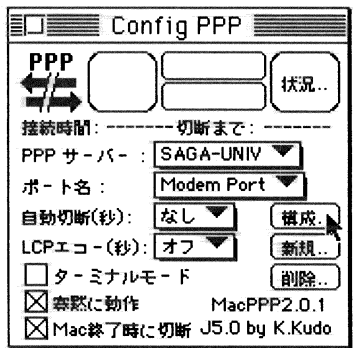 Config PPP
PPP
状況..
接続時間: ------- 切断まで: -------
PPP サーバー : SAGA-UNIV
ポート名 : Modem Port
自動切断(秒): なし 構成..
LCPエコー(秒): オフ 新規..
ターミナルモード 削除..
寡黙に動作 MacPPP2.0.1
Mac終了時に切断 J5.0 by K.Kudo